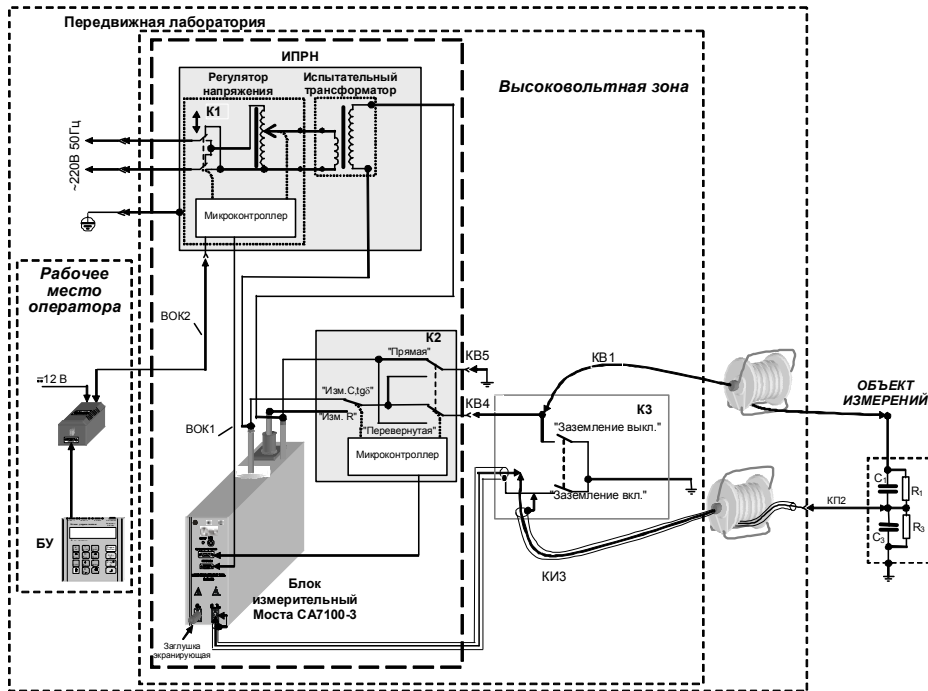 Передвижная лаборатория
ИПРН
Регулятор
напряжения
Испытательный
трансформатор
К1
Высоковольтная зона
~220В 50Гц
Микроконтроллер
Рабочее
место
оператора
ВОК2
=12 В
БУ
ВОК1
К2
"Прямая"
"Изм.C,tgδ"
"Изм. R"
"Перевернутая"
Микроконтроллер
КВ5
КВ4
КВ1
К3
"Заземление выкл."
"Заземление вкл."
ОБЪЕКТ
ИЗМЕРЕНИЙ
C1
R1
C3
R3
КП2
КИ3
Блок
измерительный
Моста СА7100-3
Заглушка
экранирующая